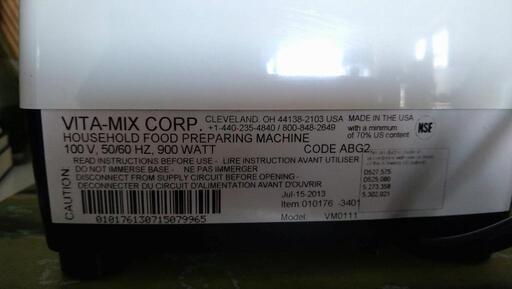 VITA-MIX CORP.
CLEVELAND, OH 44138-2103 USA
+1-440-235-4840 / 800-848-2649
MADE IN THE USA
with a minimum
of 70% US content
NSF
HOUSEHOLD FOOD PREPARING MACHINE
100 V, 50/60 HZ, 900 WATT
CODE ABG2
CAUTION
READ INSTRUCTIONS BEFORE USE - LIRE INSTRUCTION AVANT UTILISER
DO NOT IMMERSE BASE - NE PAS IMMERGER
DISCONNECT FROM SUPPLY CIRCUIT BEFORE OPENING -
DECONNECTER DU CIRCUIT D'ALIMENTATION AVANT D'OUVRIR
D527,575
D525,080
5,273,358
5,302,021
Jul-15-2013
Item 010176 -3401
Model VM0111
010176130715079965